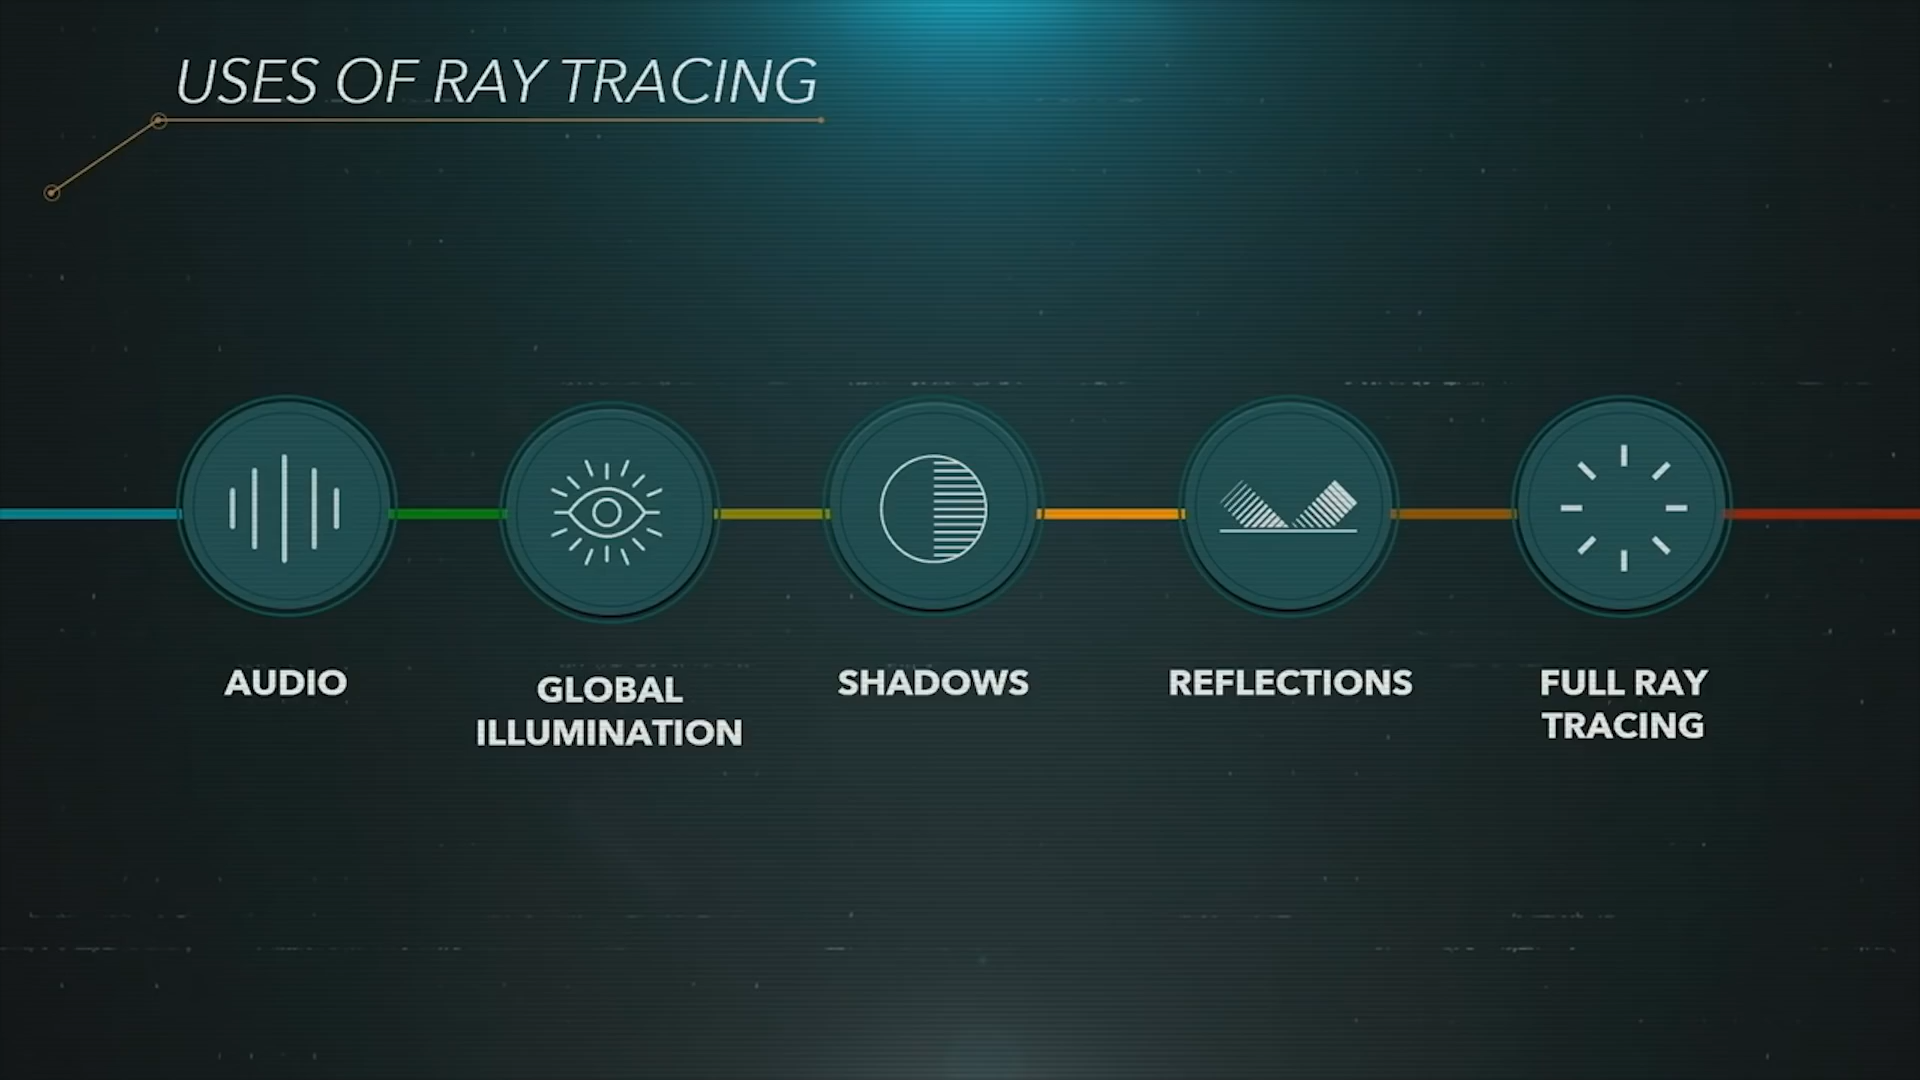 USES OF RAY TRACING
AUDIO
GLOBAL
ILLUMINATION
SHADOWS
REFLECTIONS
FULL RAY
TRACING